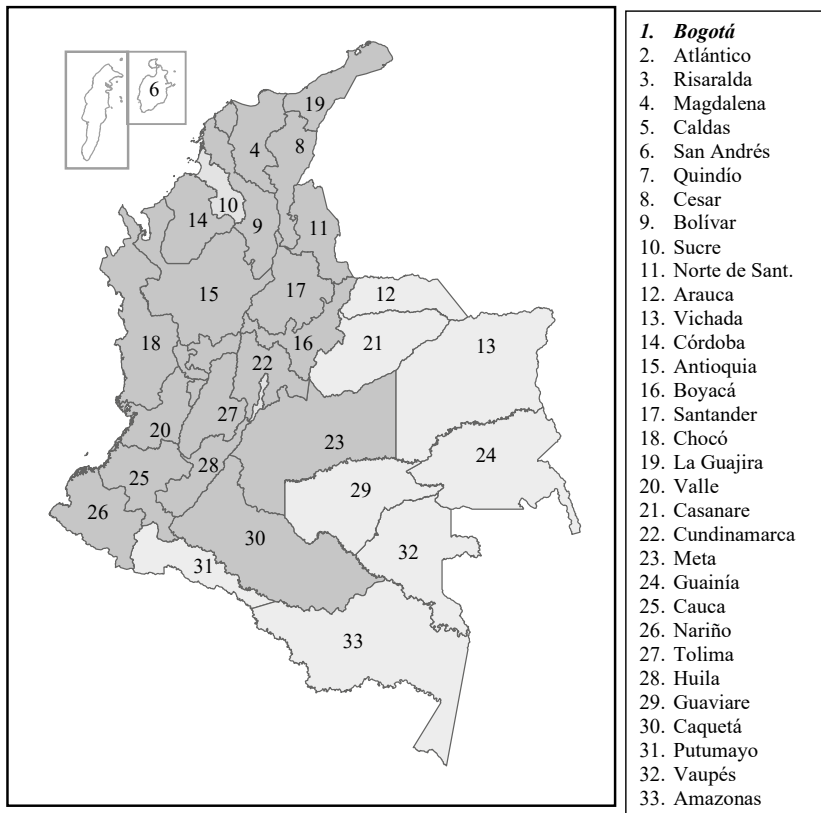 6
19
4
8
10
14
9
11
15
17
12
18
16
21
13
22
20
27
23
24
25
28
29
26
30
32
31
33
1. Bogotá
2. Atlántico
3. Risaralda
4. Magdalena
5. Caldas
6. San Andrés
7. Quindío
8. Cesar
9. Bolívar
10. Sucre
11. Norte de Sant.
12. Arauca
13. Vichada
14. Córdoba
15. Antioquia
16. Boyacá
17. Santander
18. Chocó
19. La Guajira
20. Valle
21. Casanare
22. Cundinamarca
23. Meta
24. Guainía
25. Cauca
26. Nariño
27. Tolima
28. Huila
29. Guaviare
30. Caquetá
31. Putumayo
32. Vaupés
33. Amazonas